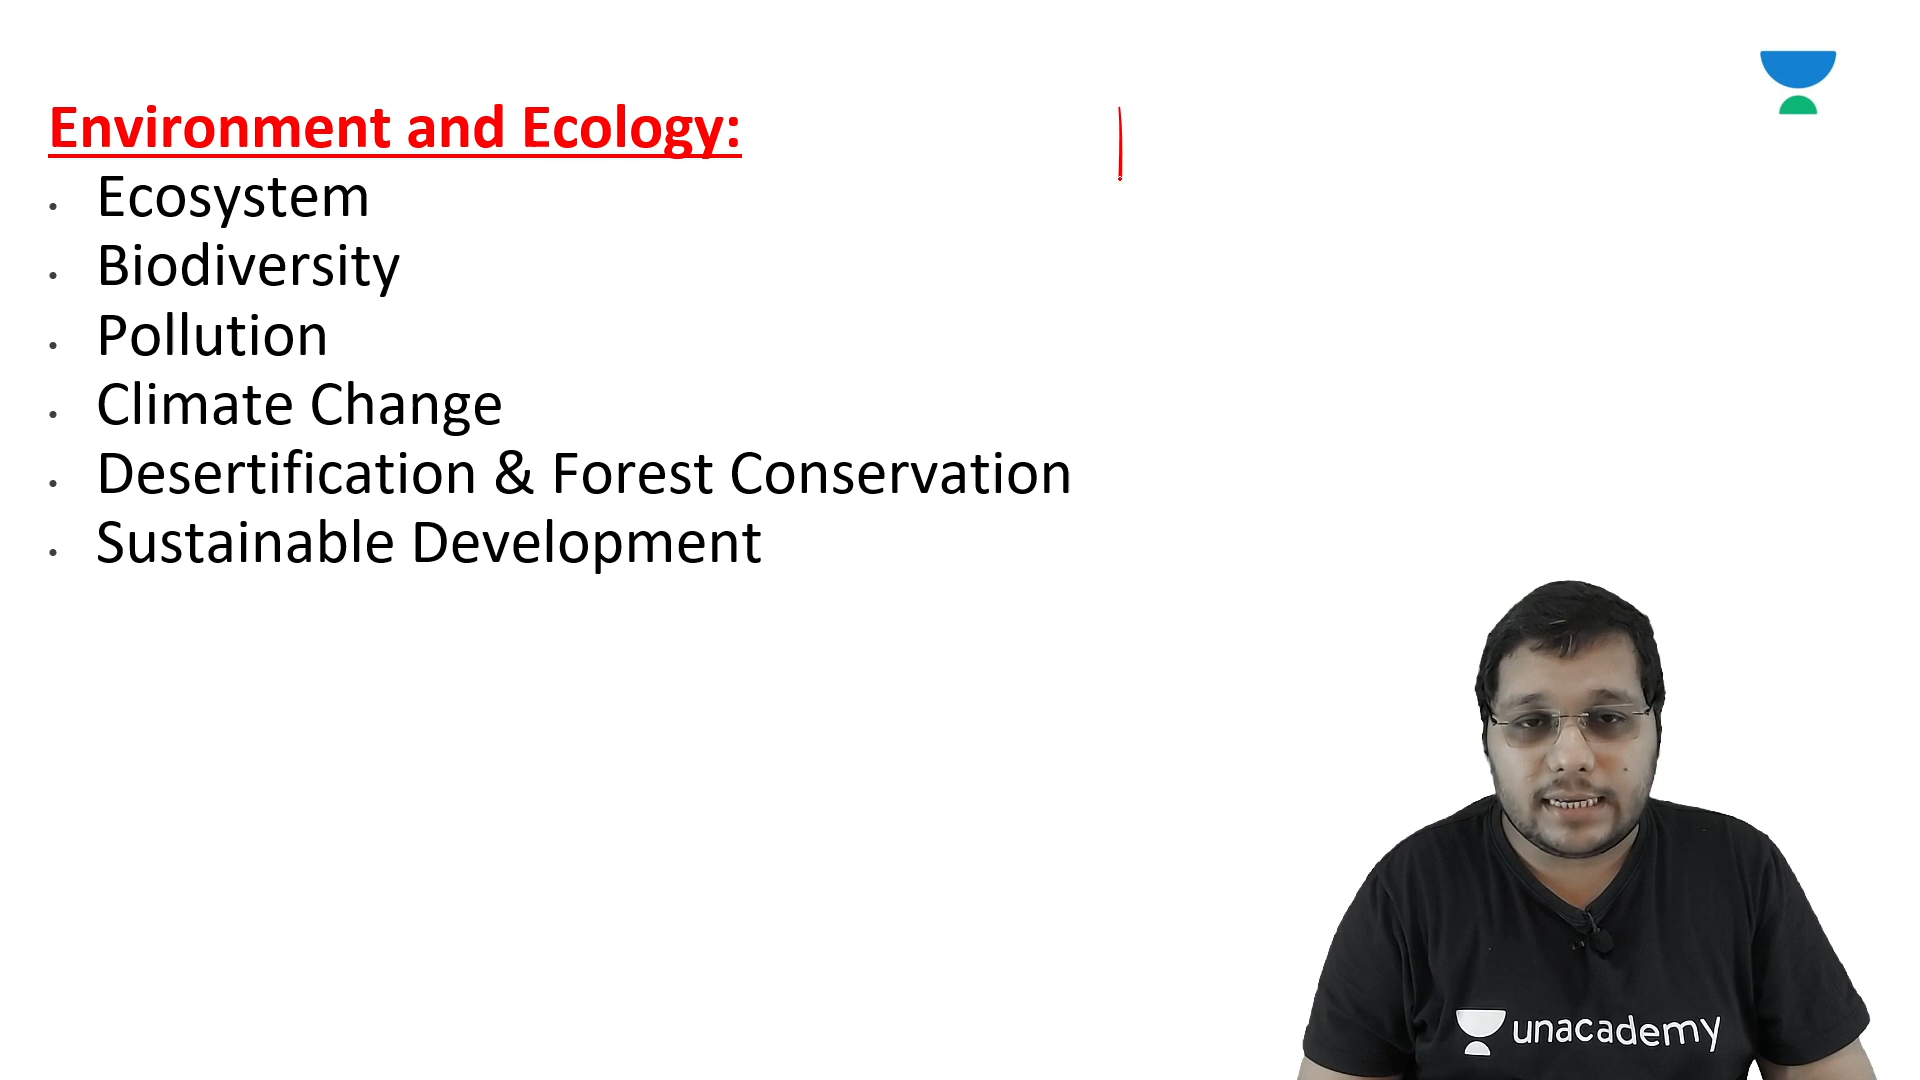 Environment and Ecology:
• Ecosystem
• Biodiversity
• Pollution
• Climate Change
• Desertification & Forest Conservation
• Sustainable Development
unacademy